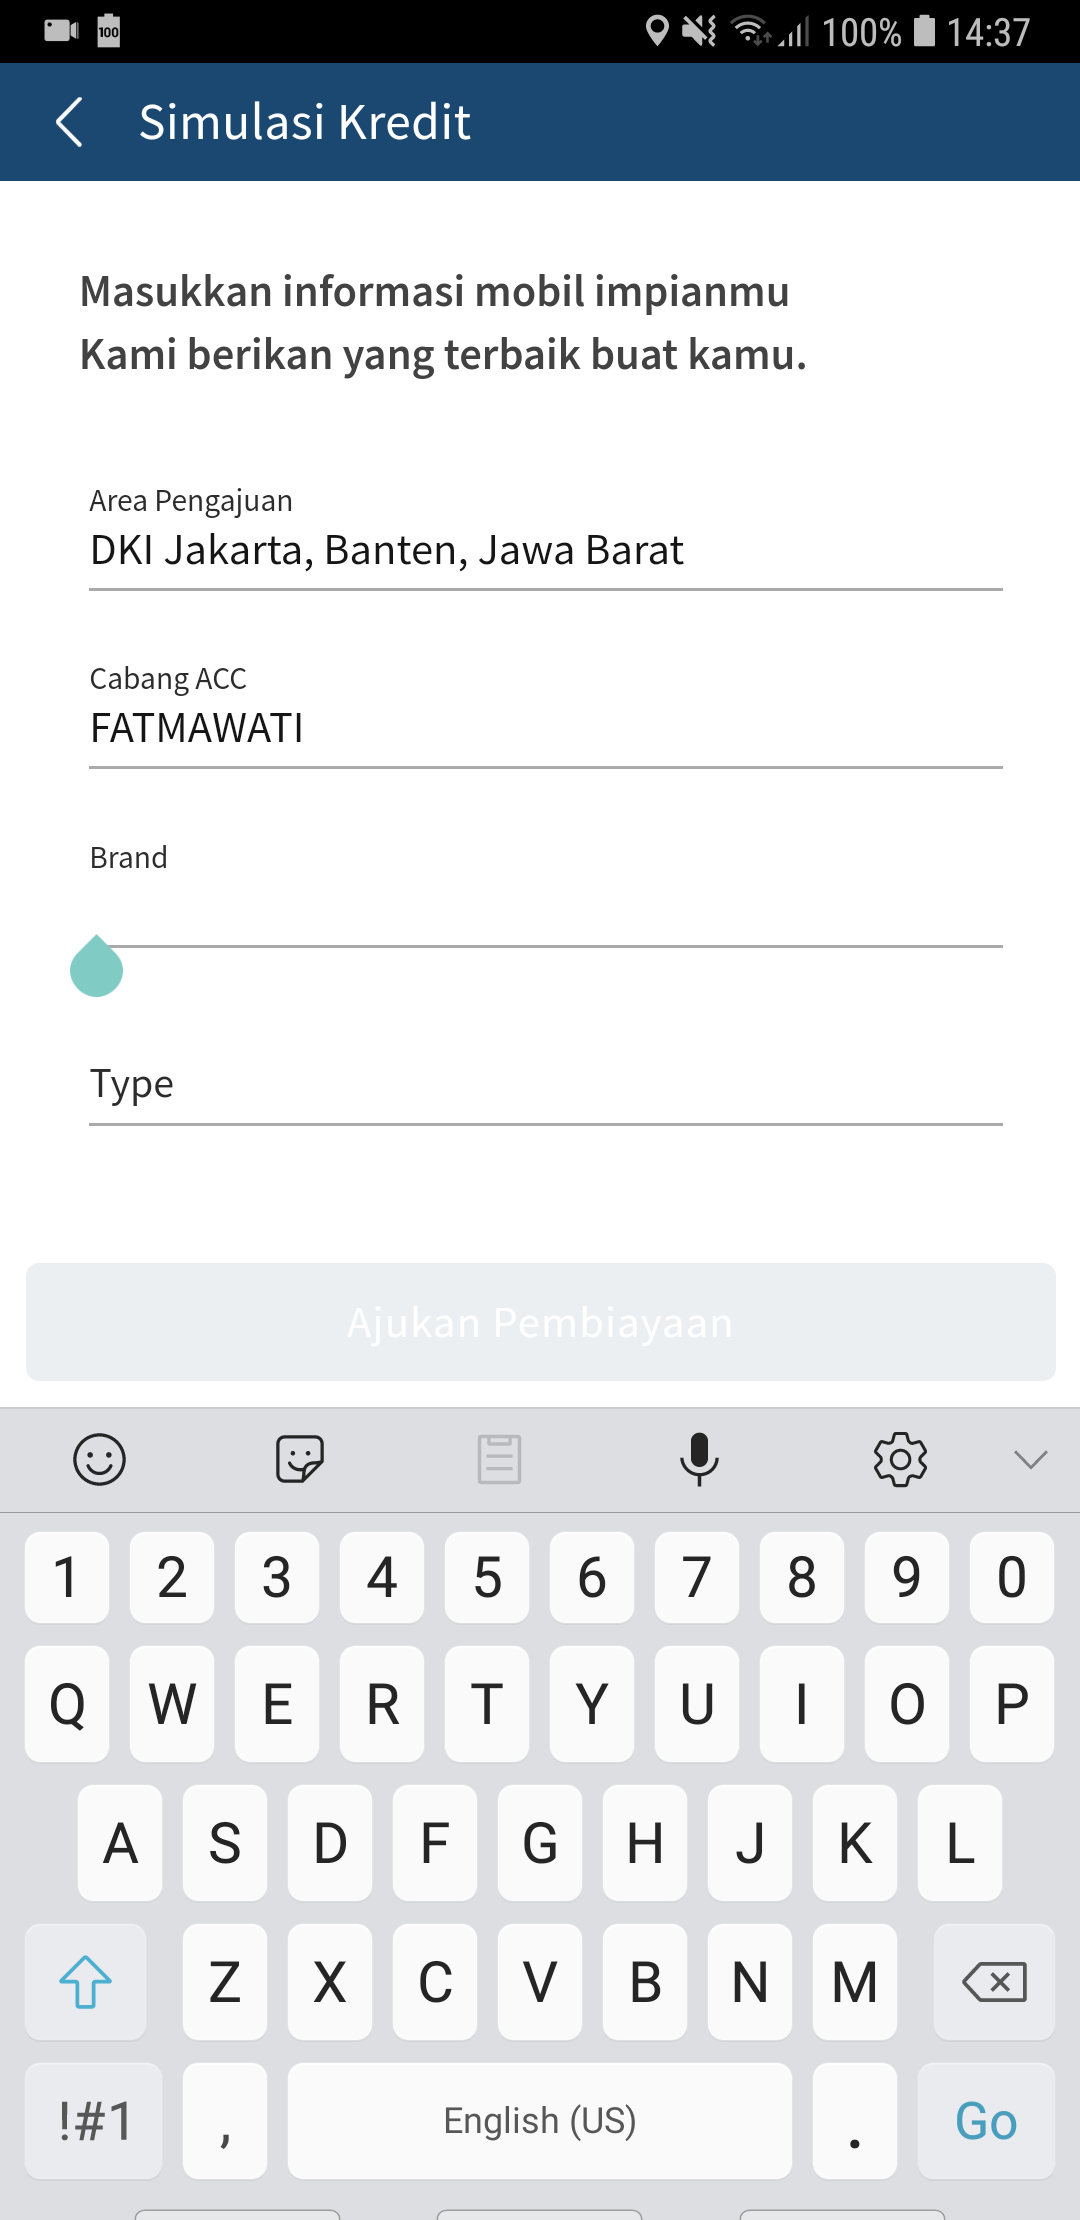 100 100% 14:37
Simulasi Kredit
Masukkan informasi mobil impianmu
Kami berikan yang terbaik buat kamu.
Area Pengajuan
DKI Jakarta, Banten, Jawa Barat
Cabang ACC
FATMAWATI
Brand
Type
Ajukan Pembiayaan
1 2 3 4 5 6 7 8 9 0
Q W E R T Y U I O P
A S D F G H J K L
Z X C V B N M
!#1 , English (US) . Go